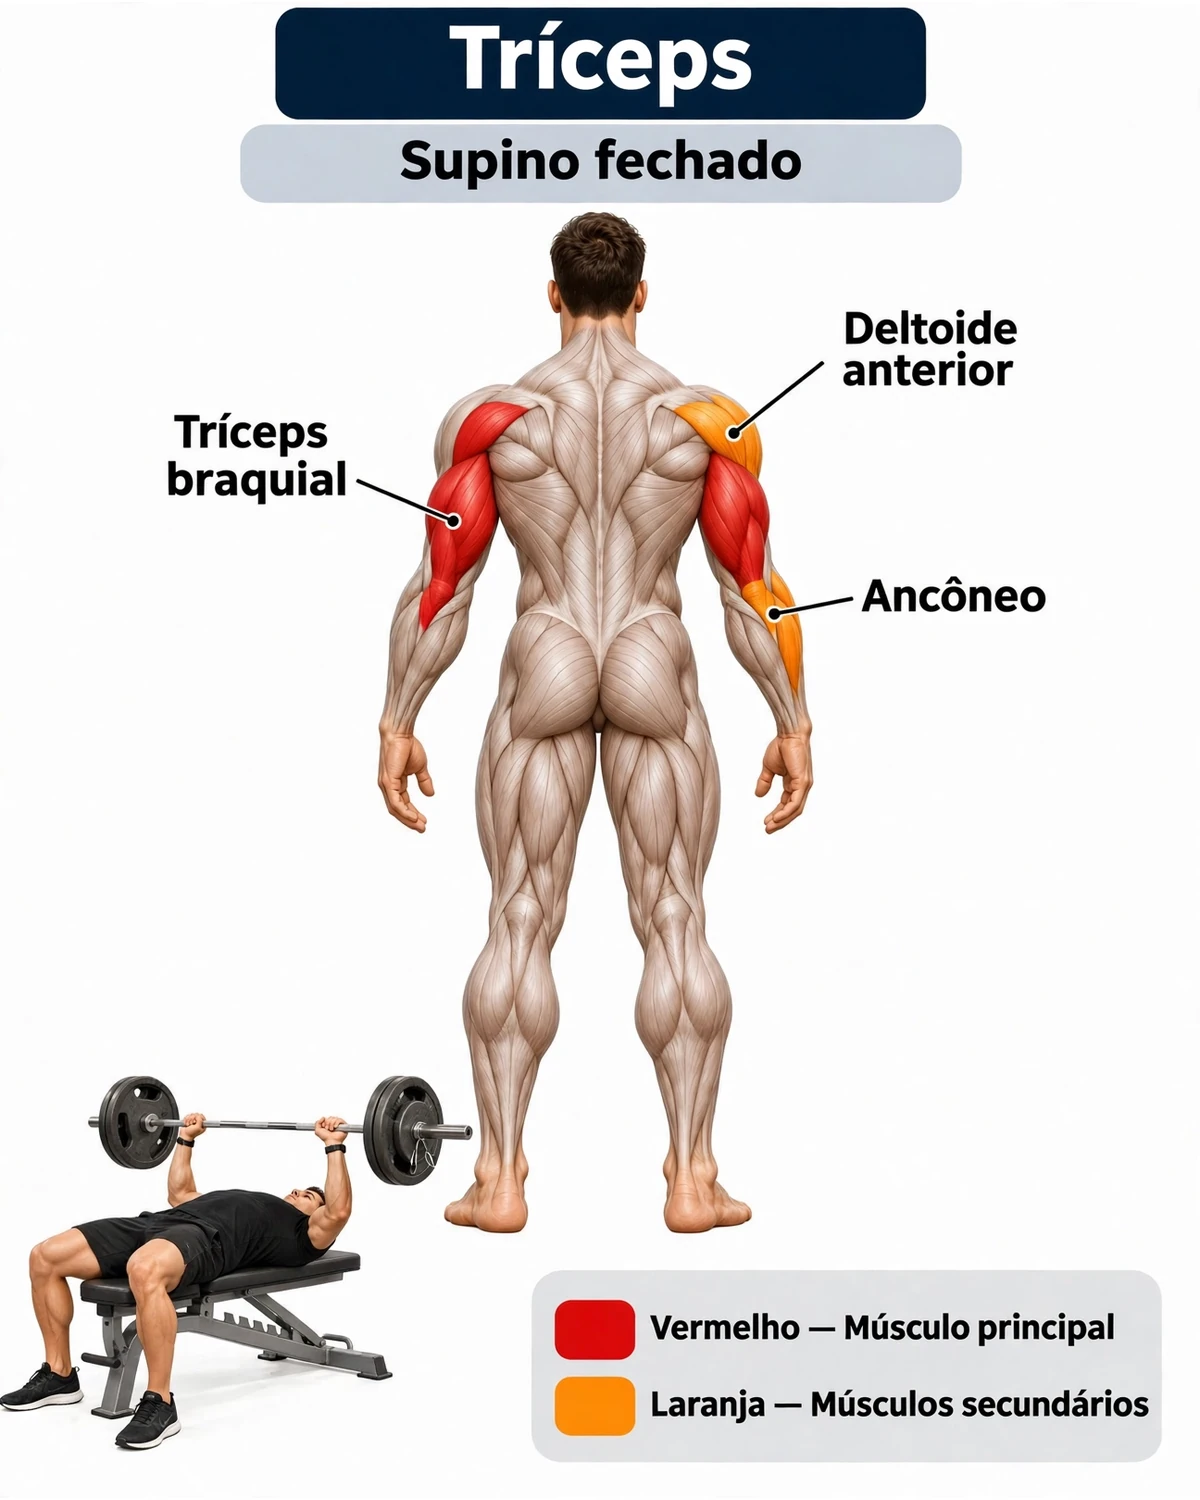 Tríceps
Supino fechado
Deltoide
anterior
Tríceps
braquial
Ancôneo
Vermelho — Músculo principal
Laranja — Músculos secundários